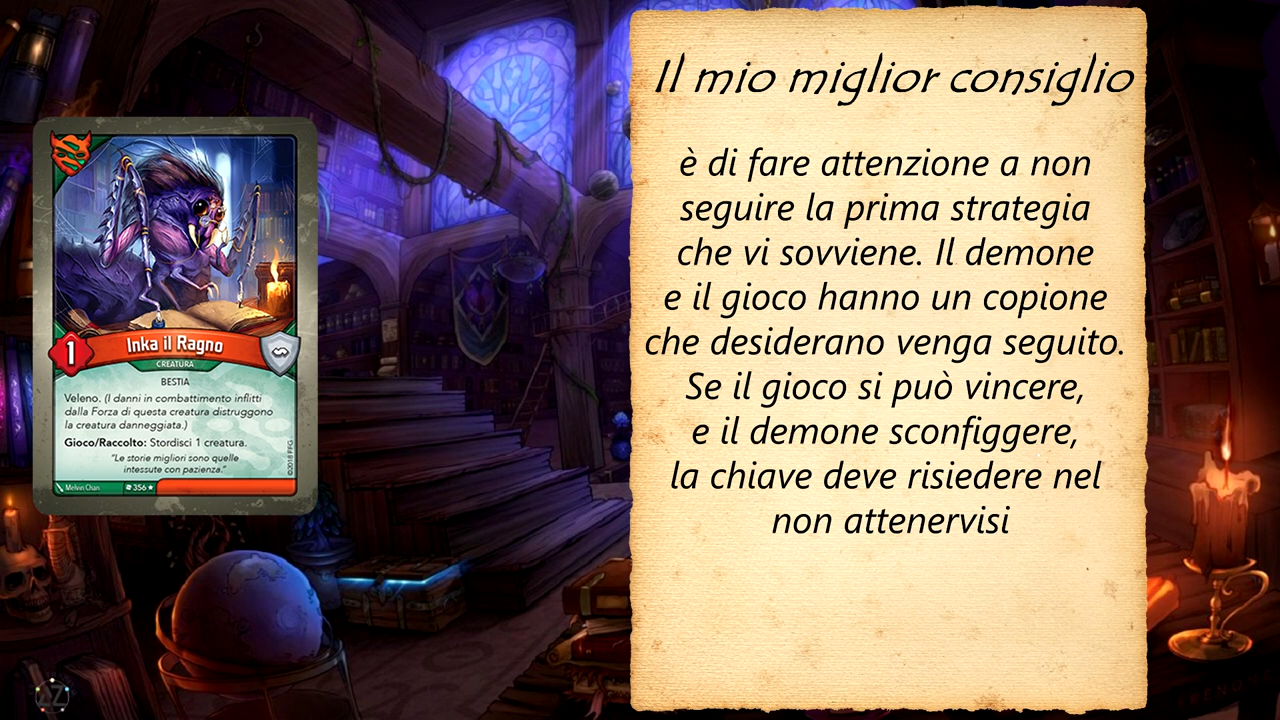 Il mio miglior consiglio
è di fare attenzione a non
seguire la prima strategia
che vi sovviene. Il demone
e il gioco hanno un copione
che desiderano venga seguito.
Se il gioco si può vincere,
e il demone sconfiggere,
la chiave deve risiedere nel
non attenervisi
1
Inka il Ragno
CREATURA
BESTIA
Veleno. (I danni in combattimento inflitti
dalla Forza di questa creatura distruggono
la creatura danneggiata.)
Gioco/Raccolto: Stordisci 1 creatura.
"Le storie migliori sono quelle
intessute con pazienza."
©2018 FFG
Melvin Chan
356